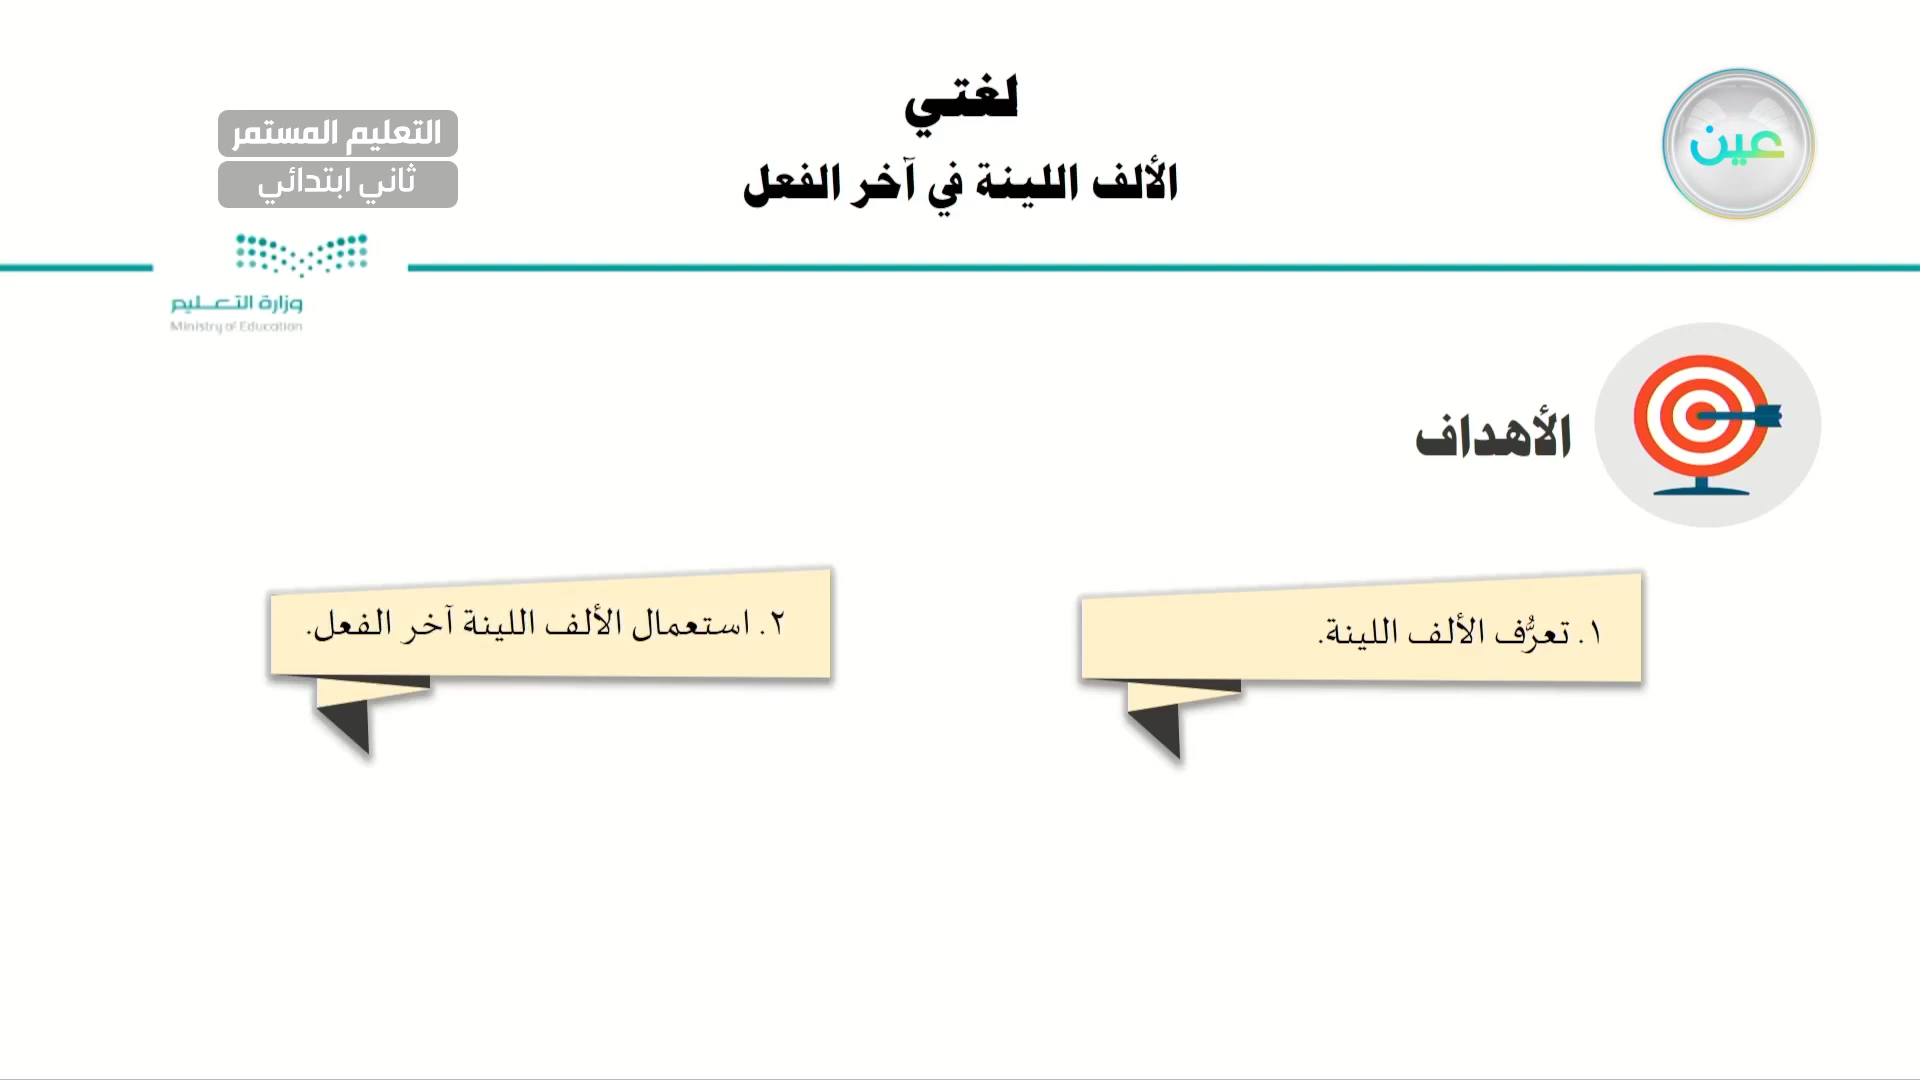 لغتي
الألف اللينة في آخر الفعل
عين
التعليم المستمر
ثاني ابتدائي
وزارة التعـــليم
Ministry of Education
الأهداف
١. تعرُّف الألف اللينة.
٢. استعمال الألف اللينة آخر الفعل.